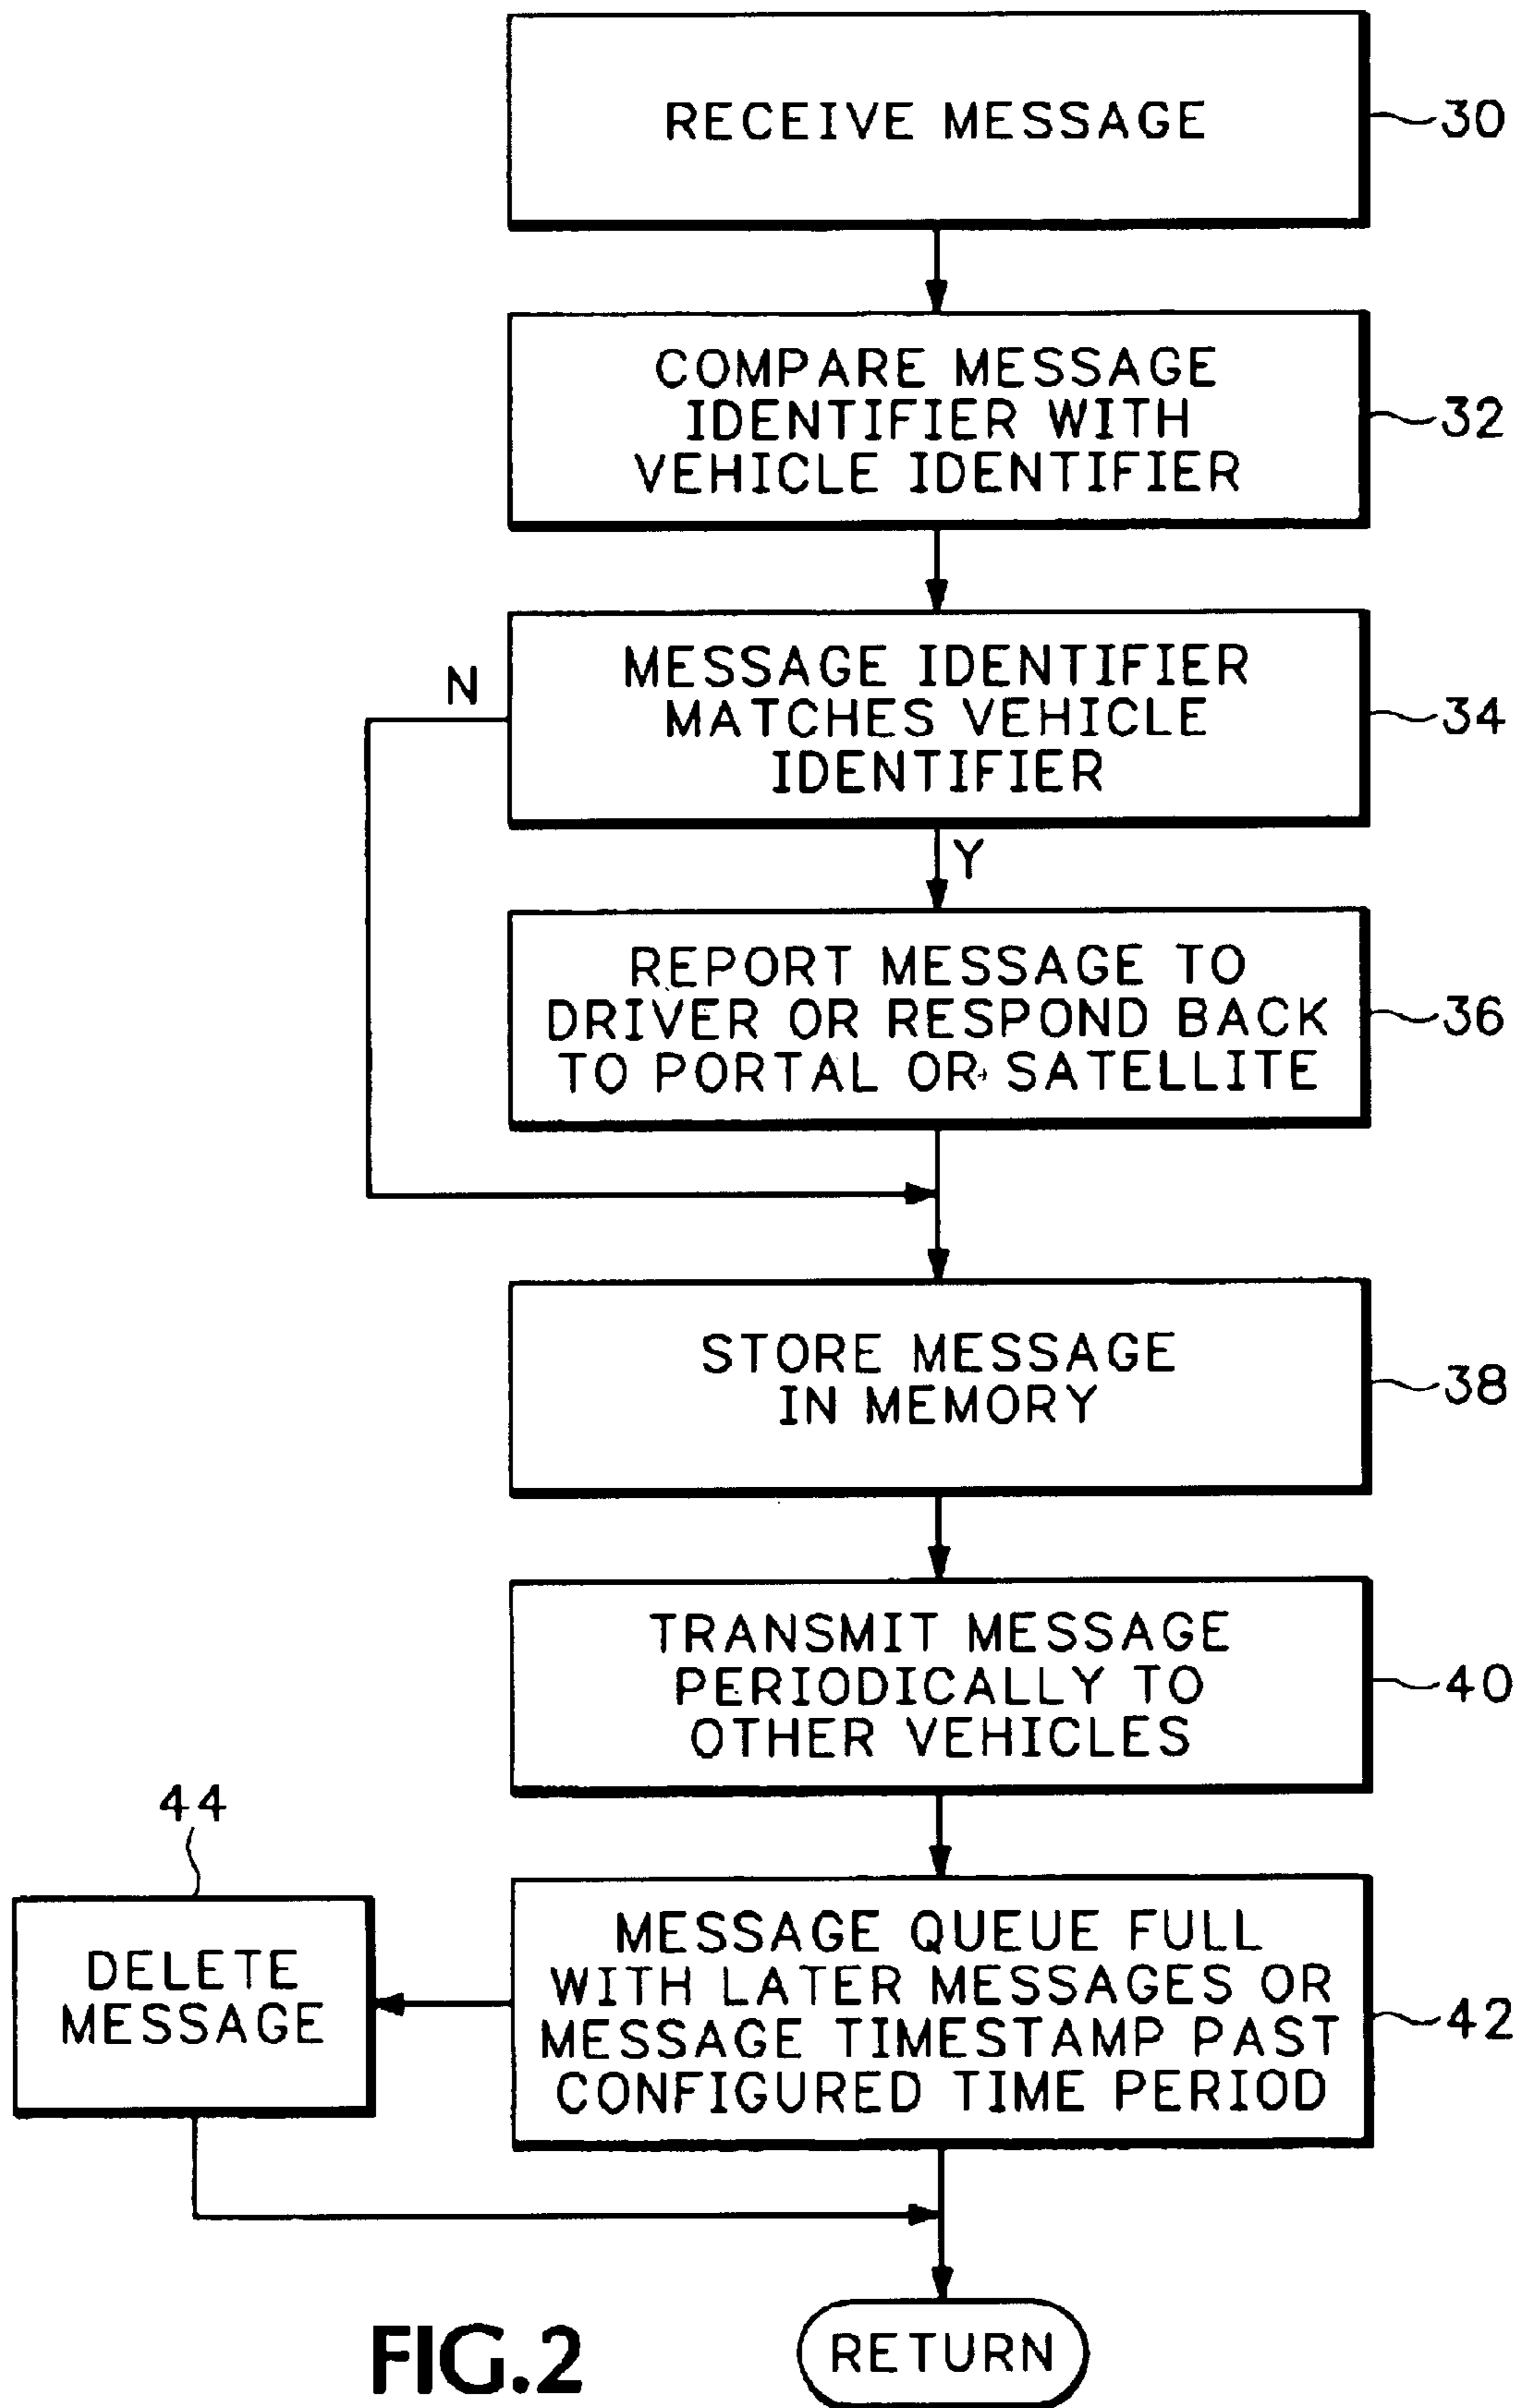 RECEIVE MESSAGE
30
COMPARE MESSAGE
IDENTIFIER WITH
VEHICLE IDENTIFIER
32
MESSAGE IDENTIFIER
MATCHES VEHICLE
IDENTIFIER
34
N
Y
REPORT MESSAGE TO
DRIVER OR RESPOND BACK
TO PORTAL OR SATELLITE
36
STORE MESSAGE
IN MEMORY
38
TRANSMIT MESSAGE
PERIODICALLY TO
OTHER VEHICLES
40
44
DELETE
MESSAGE
MESSAGE QUEUE FULL
WITH LATER MESSAGES OR
MESSAGE TIMESTAMP PAST
CONFIGURED TIME PERIOD
42
RETURN
FIG.2